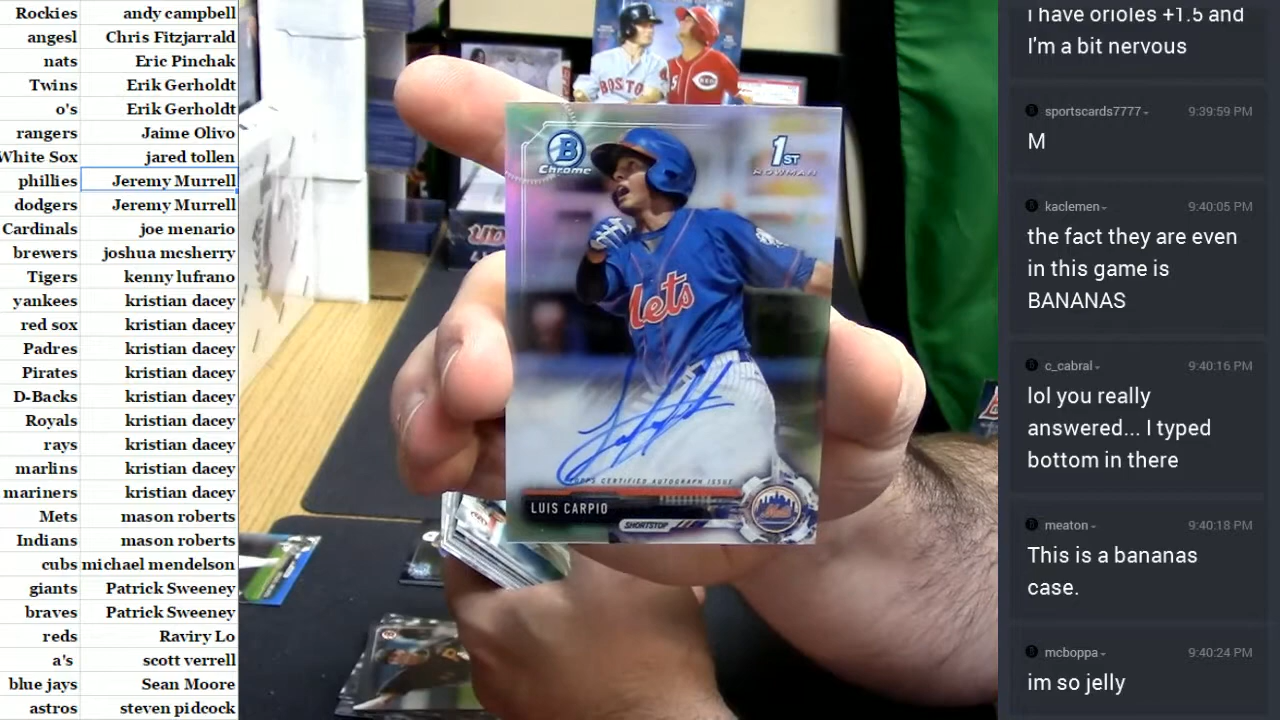 Rockies andy campbell
angesl Chris Fitzjarrald
nats Eric Pinchak
Twins Erik Gerholdt
o's Erik Gerholdt
rangers Jaime Olivo
White Sox jared tollen
phillies Jeremy Murrell
dodgers Jeremy Murrell
Cardinals joe menario
brewers joshua mcsherry
Tigers kenny lufrano
yankees kristian dacey
red sox kristian dacey
Padres kristian dacey
Pirates kristian dacey
D-Backs kristian dacey
Royals kristian dacey
rays kristian dacey
marlins kristian dacey
mariners kristian dacey
Mets mason roberts
Indians mason roberts
cubs michael mendelson
giants Patrick Sweeney
braves Patrick Sweeney
reds Raviry Lo
a's scott verrell
blue jays Sean Moore
astros steven pidcock
BOSTON
B
Chrome
1ST
BOWMAN
Mets
TOPPS CERTIFIED AUTOGRAPH ISSUE
LUIS CARPIO
SHORTSTOP
Mets
i have orioles +1.5 and
I'm a bit nervous
sportscards7777 9:39:59 PM
M
kaclemen 9:40:05 PM
the fact they are even
in this game is
BANANAS
c_cabral 9:40:16 PM
lol you really
answered... I typed
bottom in there
meaton 9:40:18 PM
This is a bananas
case.
mcboppa 9:40:24 PM
im so jelly